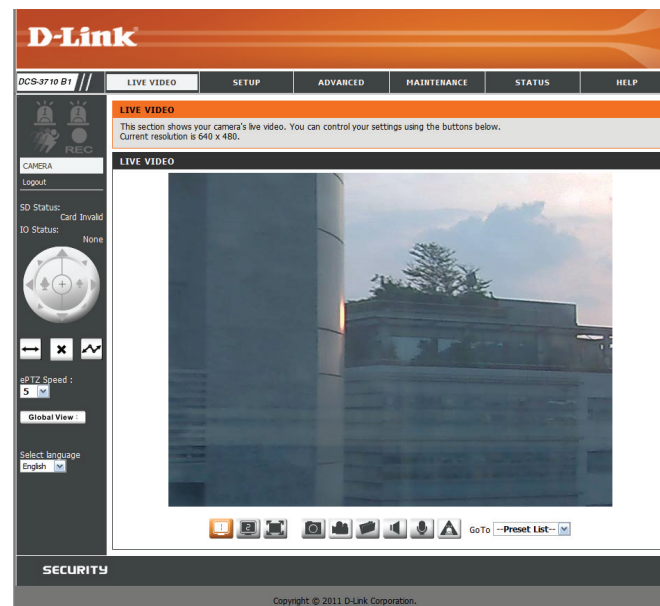 D-Link
DCS-3710 B1 // LIVE VIDEO SETUP ADVANCED MAINTENANCE STATUS HELP
REC
CAMERA
Logout
SD Status:
Card Invalid
IO Status:
None
ePTZ Speed :
5
Global View :
Select language
English
LIVE VIDEO
This section shows your camera's live video. You can control your settings using the buttons below.
Current resolution is 640 x 480.
LIVE VIDEO
1 2 GoTo --Preset List--
SECURITY
Copyright © 2011 D-Link Corporation.